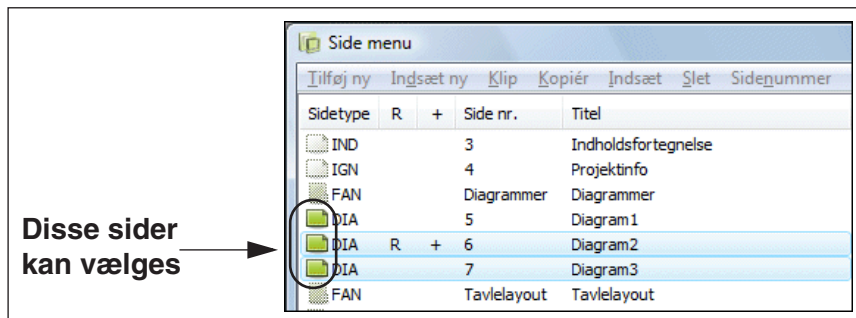 Side menu
Tilføj ny Indsæt ny Klip Kopiér Indsæt Slet Sidenummer
Sidetype R + Side nr. Titel
IND 3 Indholdsfortegnelse
IGN 4 Projektinfo
FAN Diagrammer Diagrammer
DIA 5 Diagram1
DIA R + 6 Diagram2
DIA 7 Diagram3
FAN Tavlelayout Tavlelayout
Disse sider
kan vælges